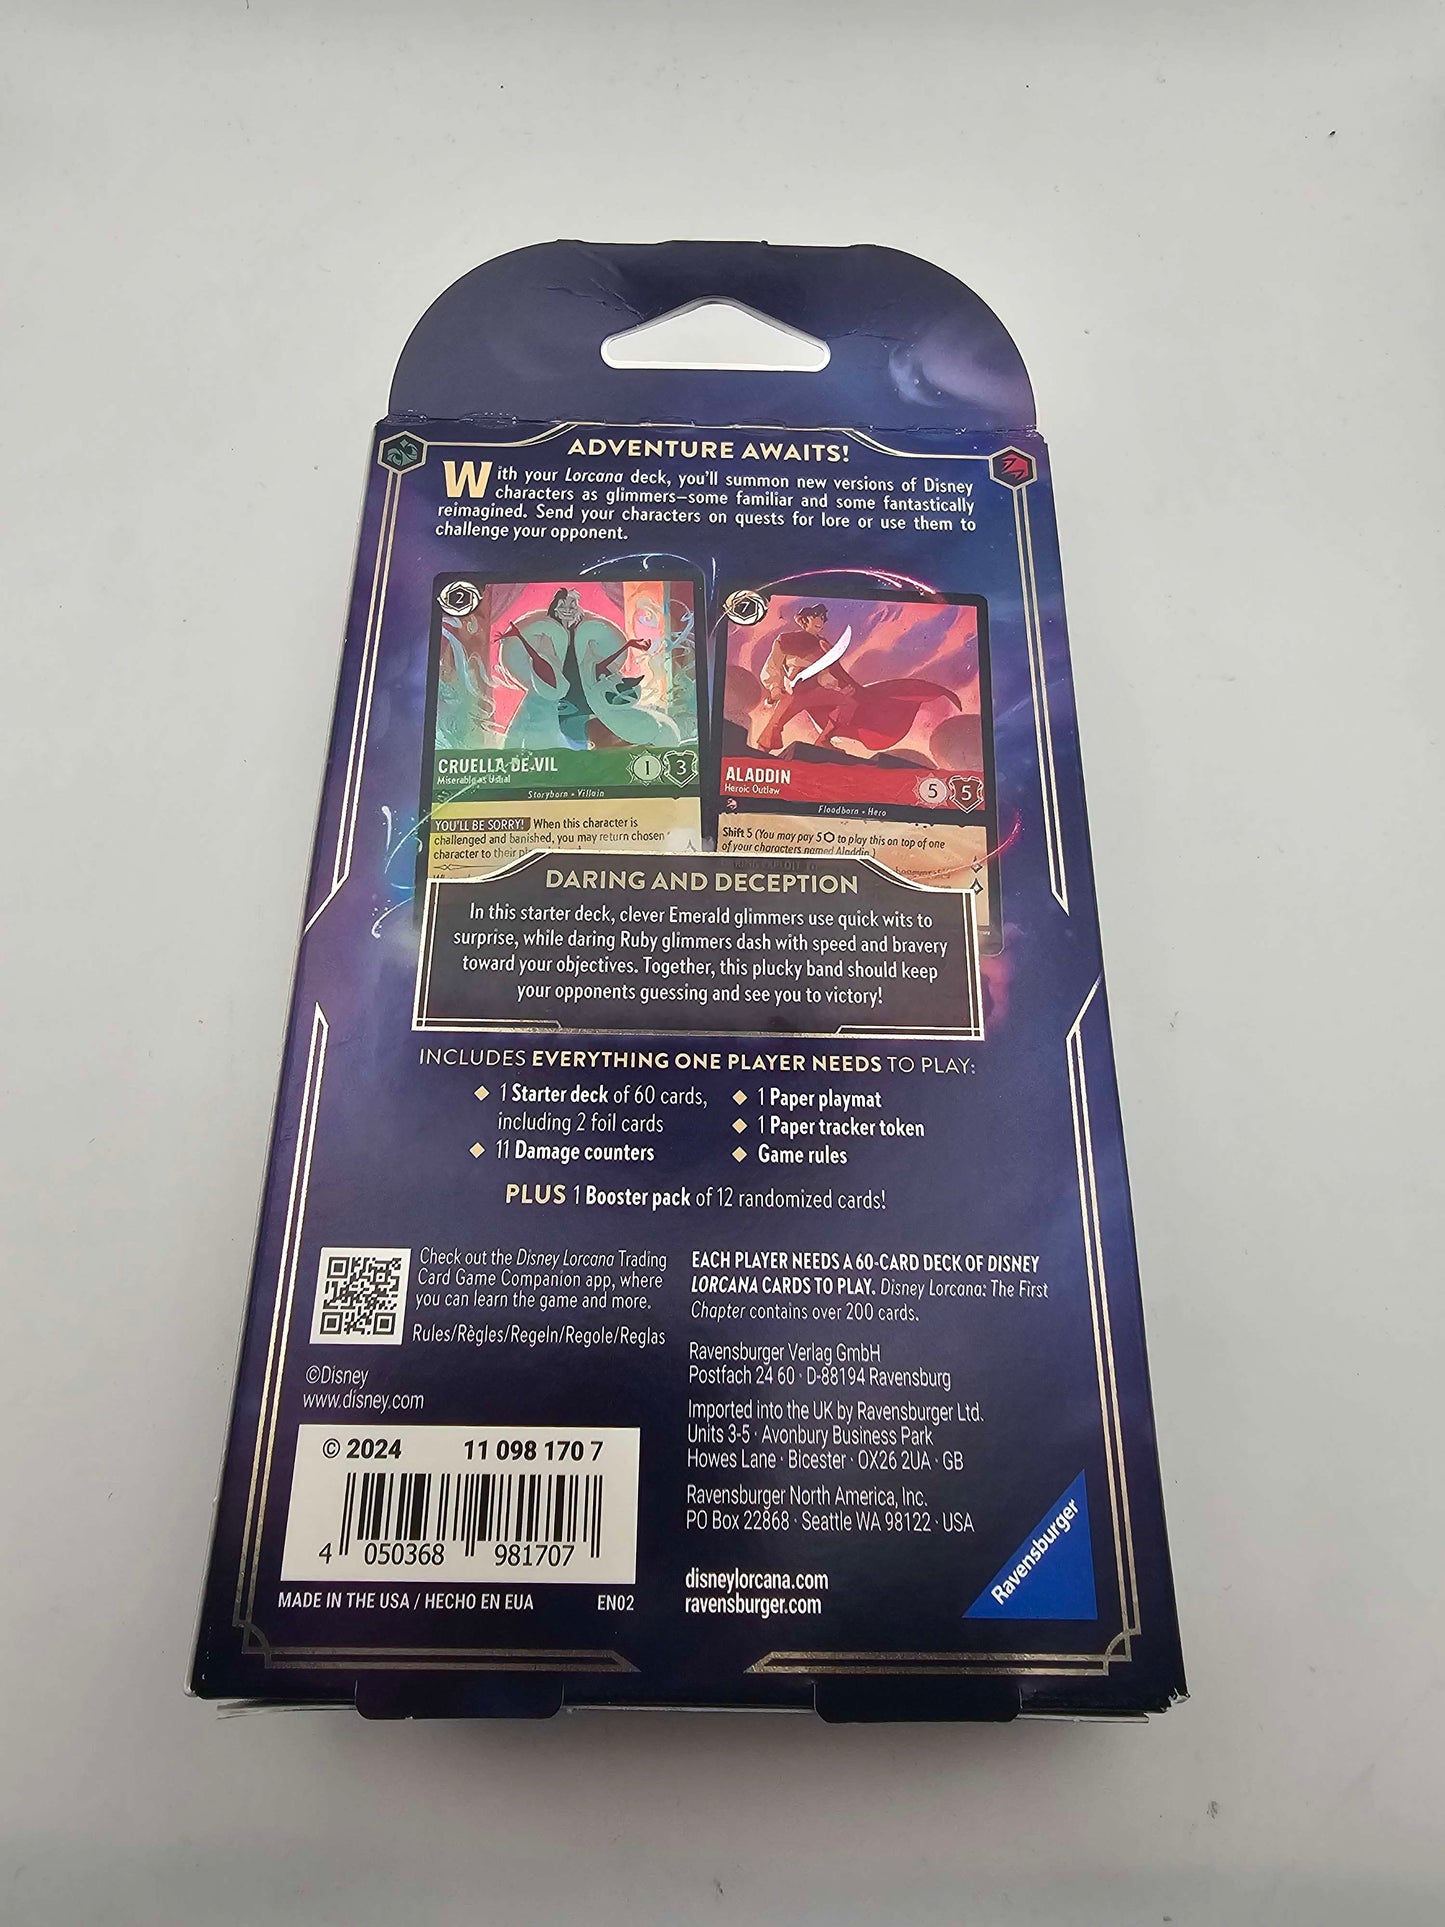 ADVENTURE AWAITS!
With your Lorcana deck, you'll summon new versions of Disney
characters as glimmers—some familiar and some fantastically
reimagined. Send your characters on quests for lore or use them to
challenge your opponent.
2
CRUELLA DE VIL
1 3
Miserable as Usual
Storyborn • Villain
YOU'LL BE SORRY! When this character is
challenged and banished, you may return chosen
character to their
7
ALADDIN
5 5
Heroic Outlaw
Floodborn • Hero
Shift 5 (You may pay 5 to play this on top of one
of your characters named Aladdin.)
DARING AND DECEPTION
In this starter deck, clever Emerald glimmers use quick wits to
surprise, while daring Ruby glimmers dash with speed and bravery
toward your objectives. Together, this plucky band should keep
your opponents guessing and see you to victory!
INCLUDES EVERYTHING ONE PLAYER NEEDS TO PLAY:
◆ 1 Starter deck of 60 cards,
including 2 foil cards
◆ 11 Damage counters
◆ 1 Paper playmat
◆ 1 Paper tracker token
◆ Game rules
PLUS 1 Booster pack of 12 randomized cards!
Check out the Disney Lorcana Trading
Card Game Companion app, where
you can learn the game and more.
Rules/Règles/Regeln/Regole/Reglas
©Disney
www.disney.com
© 2024 11 098 170 7
4 050368 981707
MADE IN THE USA / HECHO EN EUA EN02
EACH PLAYER NEEDS A 60-CARD DECK OF DISNEY
LORCANA CARDS TO PLAY. Disney Lorcana: The First
Chapter contains over 200 cards.
Ravensburger Verlag GmbH
Postfach 24 60 · D-88194 Ravensburg
Imported into the UK by Ravensburger Ltd.
Units 3-5 · Avonbury Business Park
Howes Lane · Bicester · OX26 2UA · GB
Ravensburger North America, Inc.
PO Box 22868 · Seattle WA 98122 · USA
disneylorcana.com
ravensburger.com
Ravensburger